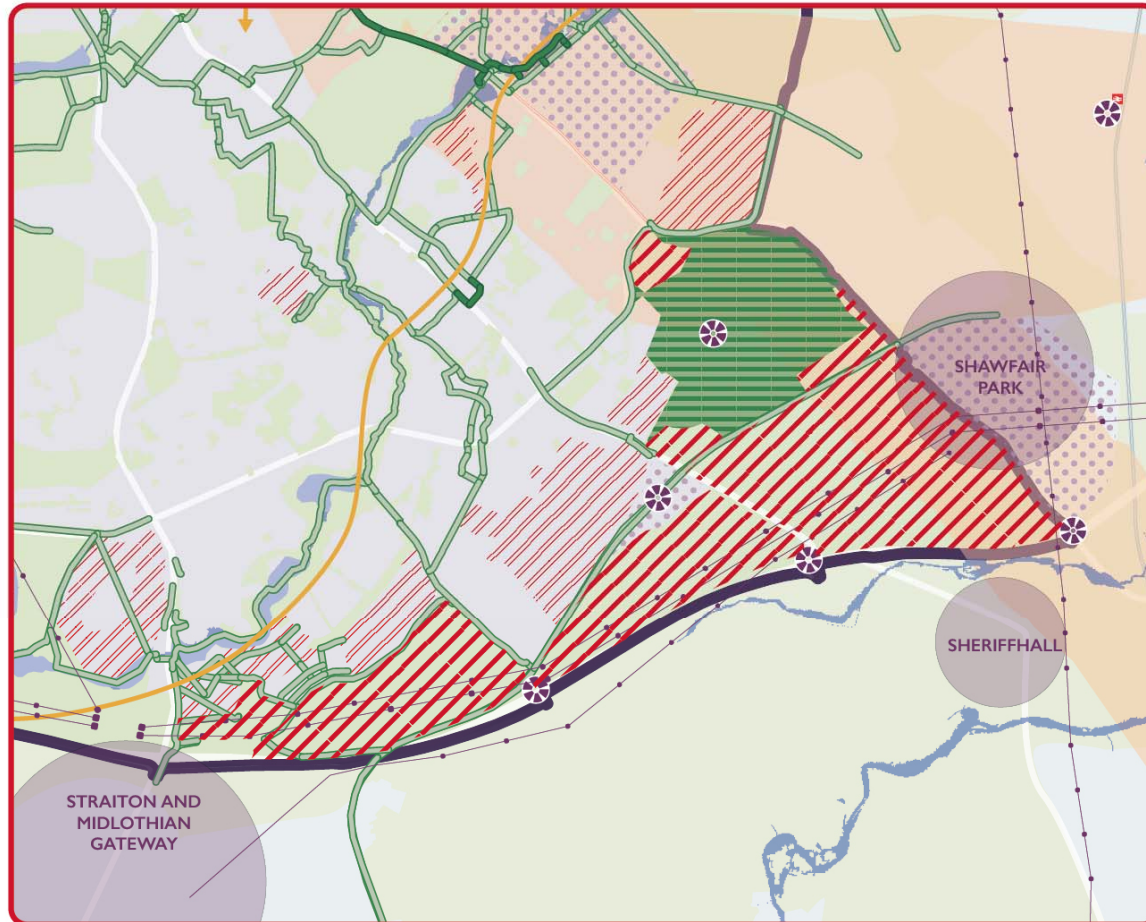 SHAWFAIR
PARK
SHERIFFHALL
STRAITON AND
MIDLOTHIAN
GATEWAY